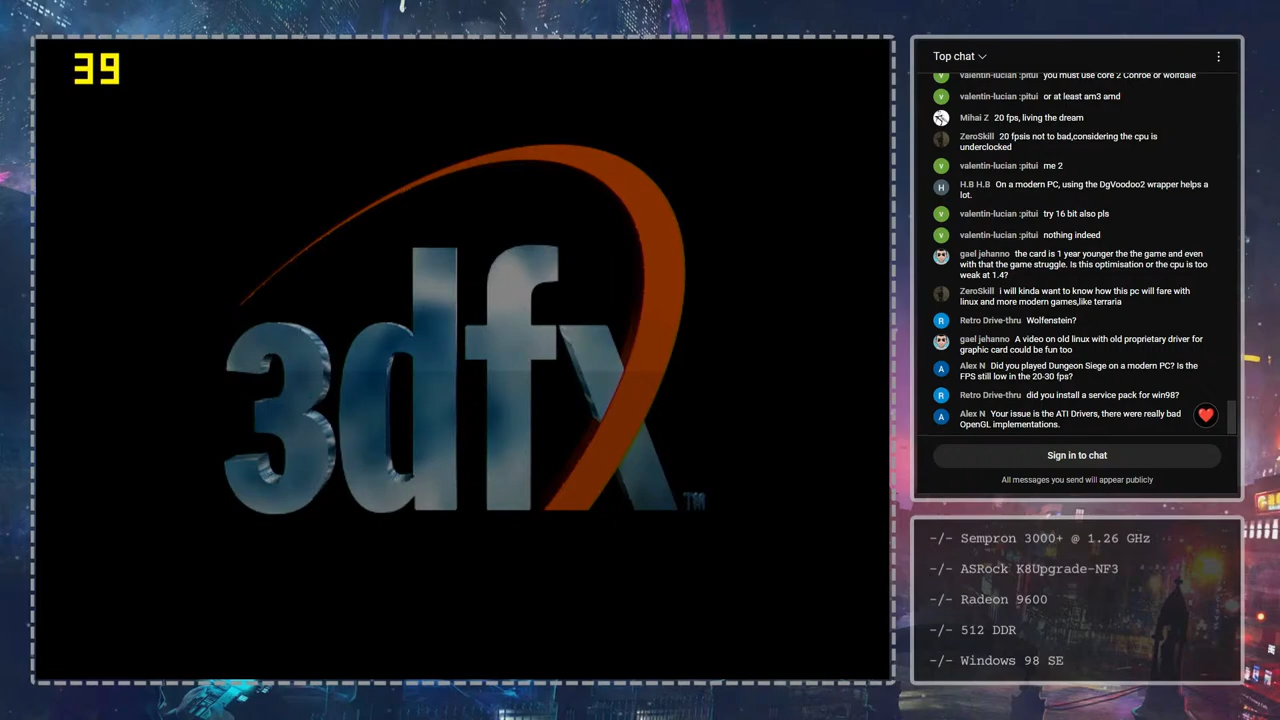 39
3dfx
TM
Top chat
valentin-lucian :pitui you must use core 2 Conroe or wolfdale
valentin-lucian :pitui or at least am3 amd
Mihai Z 20 fps, living the dream
ZeroSkill 20 fpsis not to bad,considering the cpu is
underclocked
V valentin-lucian :pitui me 2
H H.B H.B On a modern PC, using the DgVoodoo2 wrapper helps a
lot.
V valentin-lucian :pitui try 16 bit also pls
V valentin-lucian :pitui nothing indeed
gael jehanno the card is 1 year younger the the game and even
with that the game struggle. Is this optimisation or the cpu is too
weak at 1.4?
ZeroSkill i will kinda want to know how this pc will fare with
linux and more modern games,like terraria
R Retro Drive-thru Wolfenstein?
gael jehanno A video on old linux with old proprietary driver for
graphic card could be fun too
A Alex N Did you played Dungeon Siege on a modern PC? Is the
FPS still low in the 20-30 fps?
R Retro Drive-thru did you install a service pack for win98?
A Alex N Your issue is the ATI Drivers, there were really bad
OpenGL implementations.
Sign in to chat
All messages you send will appear publicly
-/- Sempron 3000+ @ 1.26 GHz
-/- ASRock K8Upgrade-NF3
-/- Radeon 9600
-/- 512 DDR
-/- Windows 98 SE